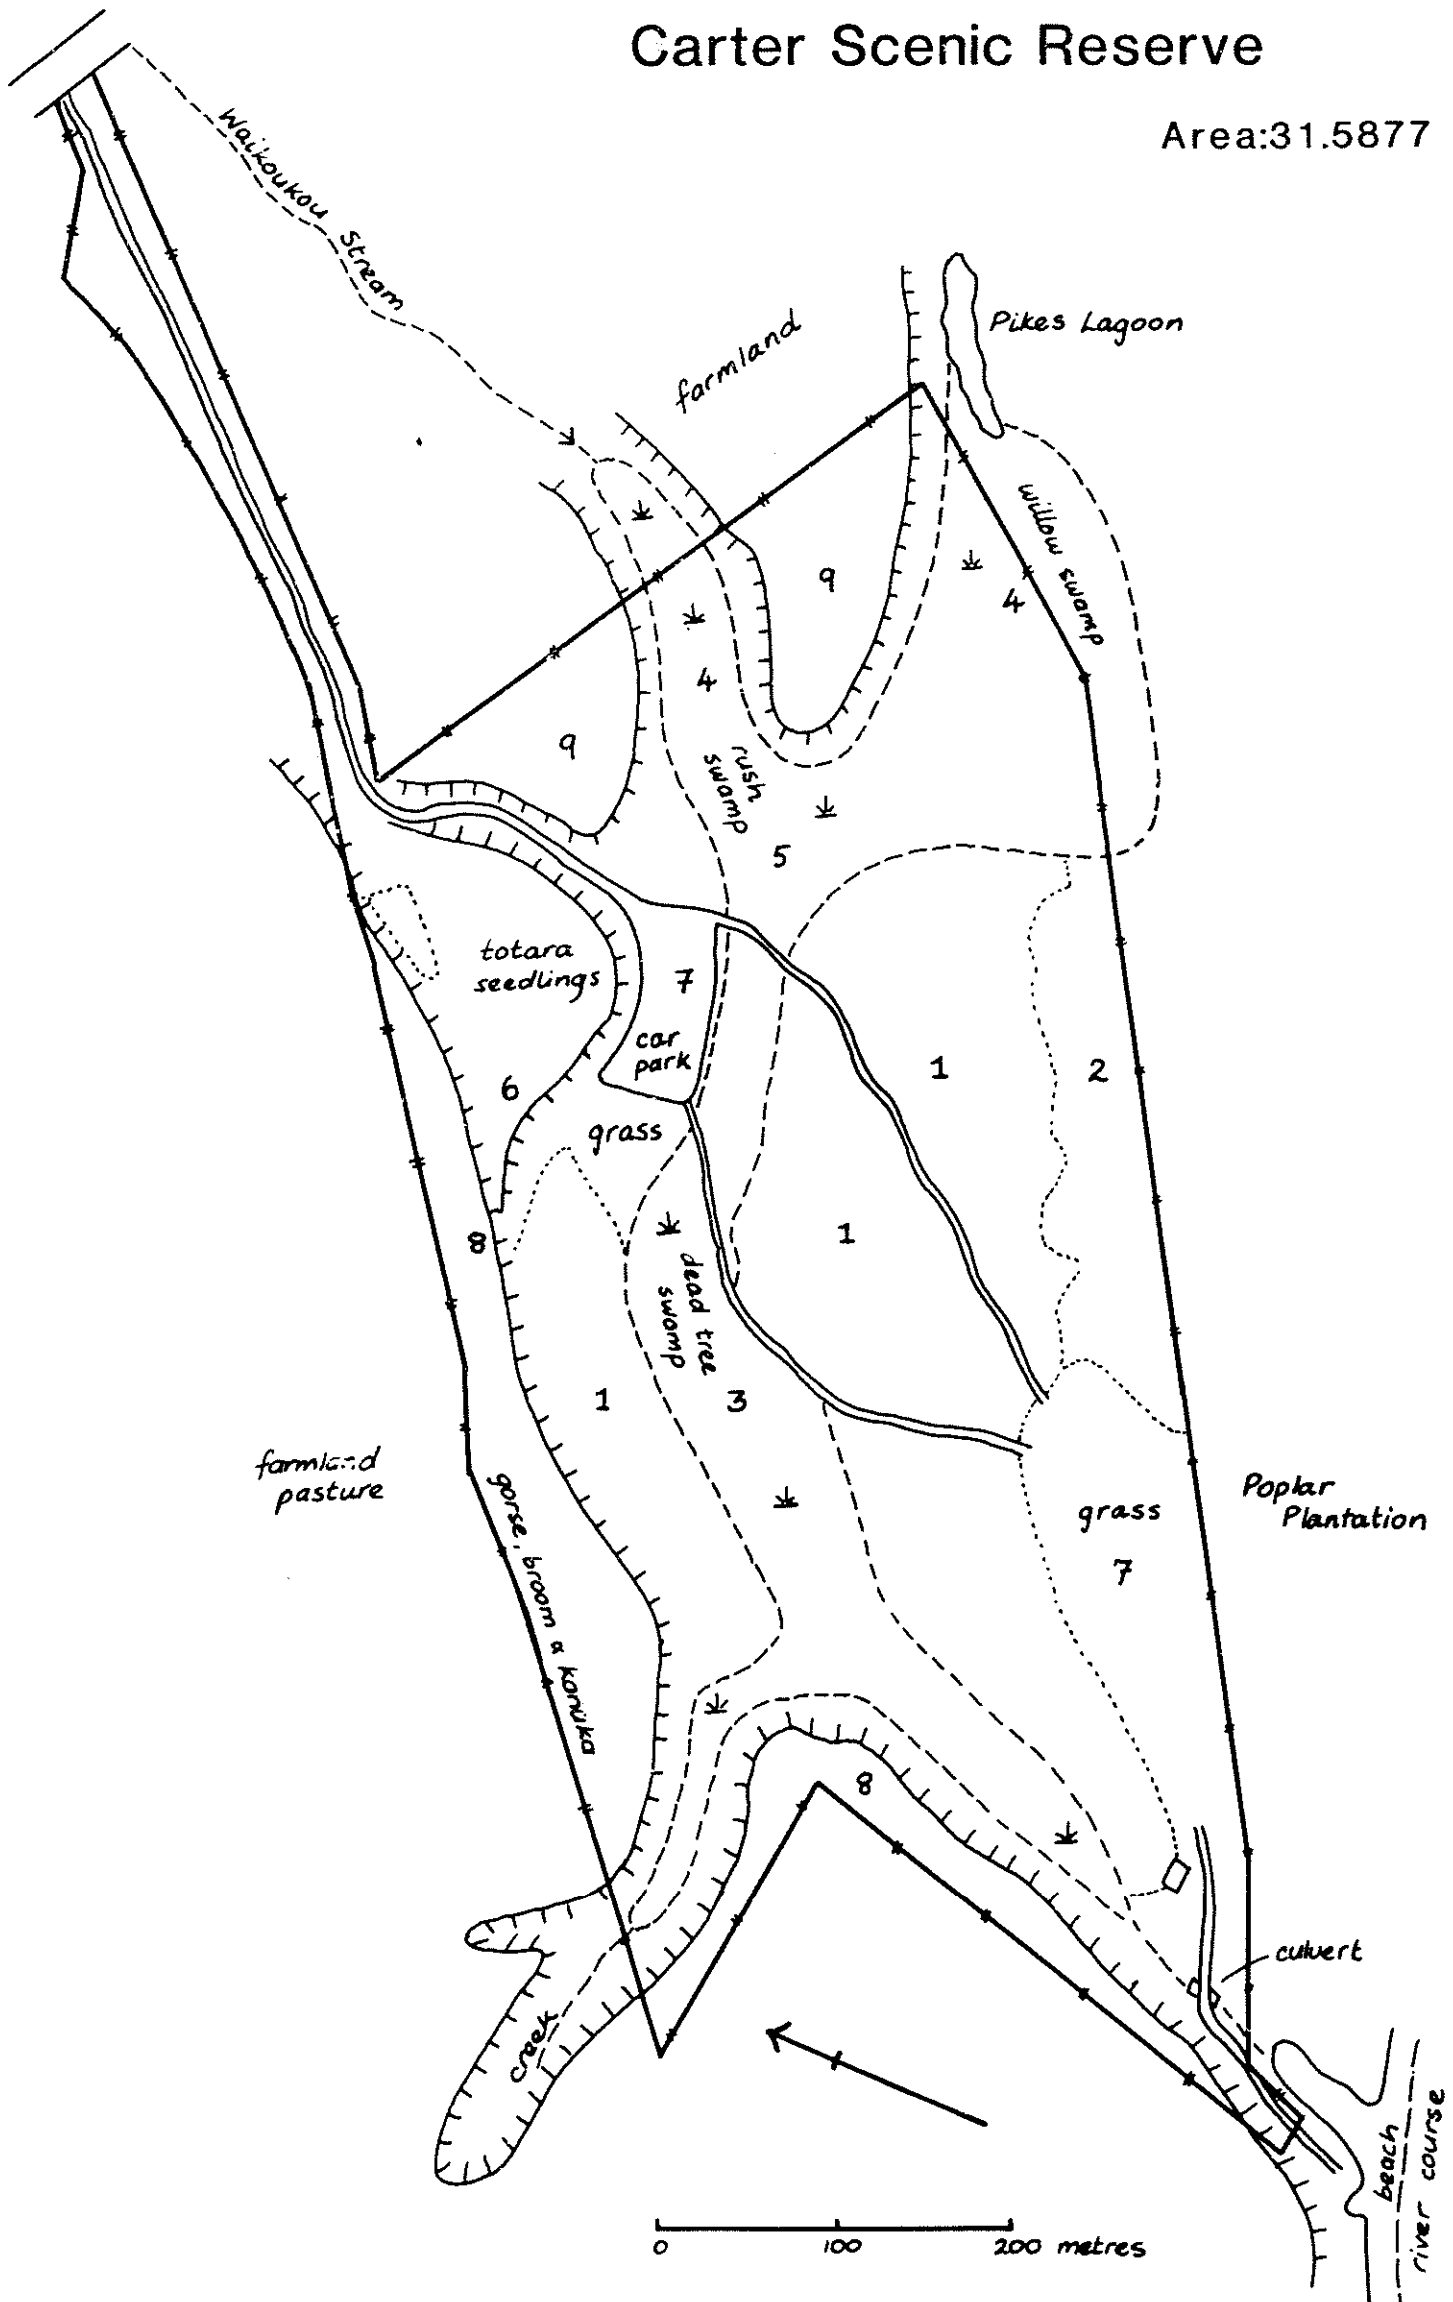 Carter Scenic Reserve
Area:31.5877
Waikoukou Stream
farmland
Pikes Lagoon
willow swamp
9
4
4
9
rush
swamp
5
totara
seedlings
7
car
park
1
2
6
grass
8
1
dead tree
swamp
1
3
farmland
pasture
gorse, broom & kanuka
grass
7
Poplar
Plantation
8
culvert
creek
beach
river course
0 100 200 metres